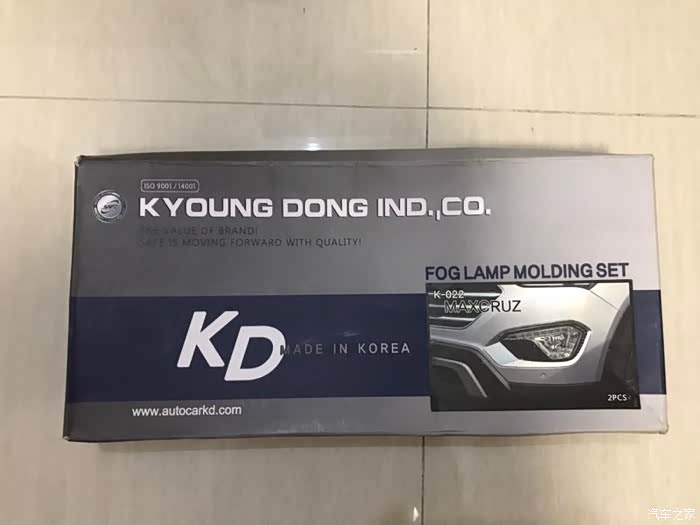 ISO 9001/14001
KYOUNG DONG IND.,CO.
THE VALUE OF BRAND!
SAFE IS MOVING FORWARD WITH QUALITY!
FOG LAMP MOLDING SET
K-022
MAXCRUZ
KD
MADE IN KOREA
2PCS
www.autocarkd.com
汽车之家